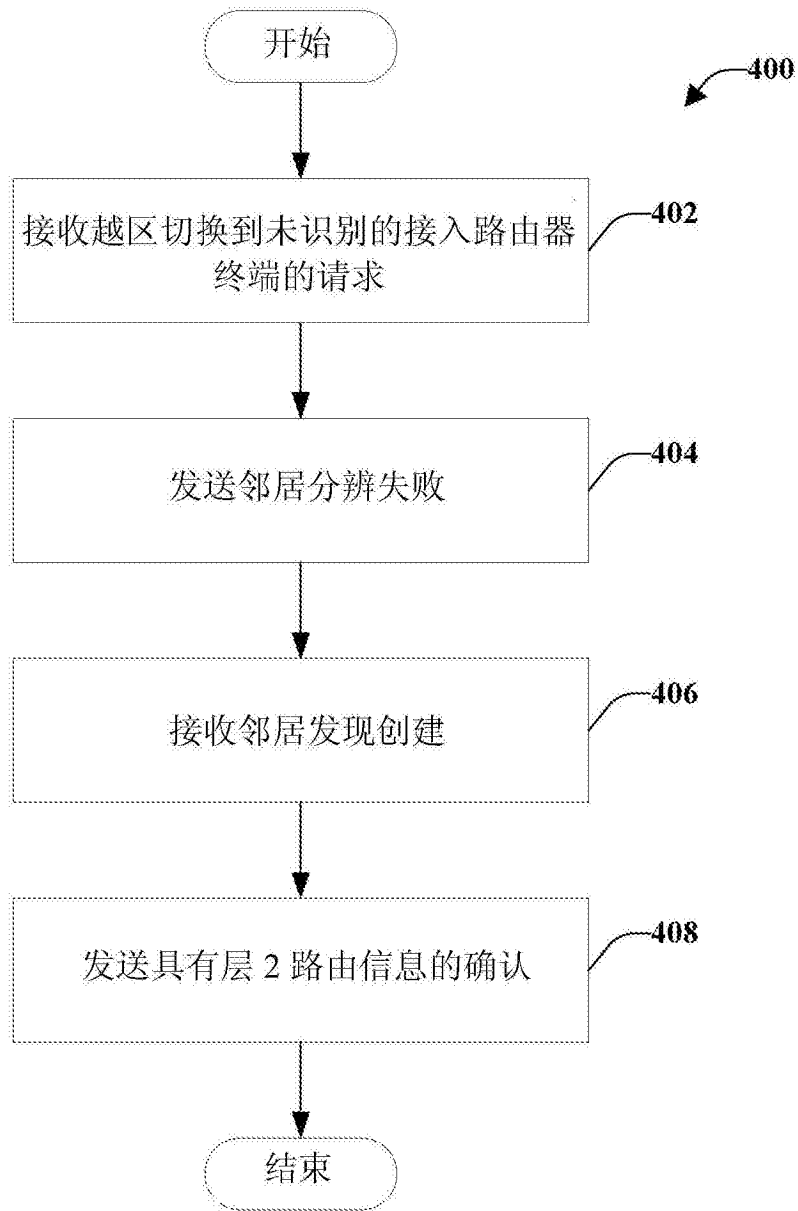 开始
400
接收越区切换到未识别的接入路由器
终端的请求
402
发送邻居分辨失败
404
接收邻居发现创建
406
发送具有层 2 路由信息的确认
408
结束